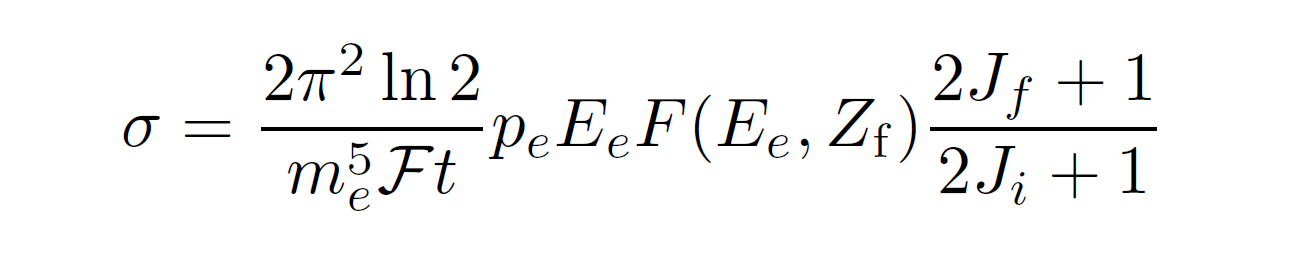 σ = \frac{2π^2 \ln 2}{m_e^5 \mathcal{F}t} p_e E_e F(E_e, Z_f) \frac{2J_f + 1}{2J_i + 1}